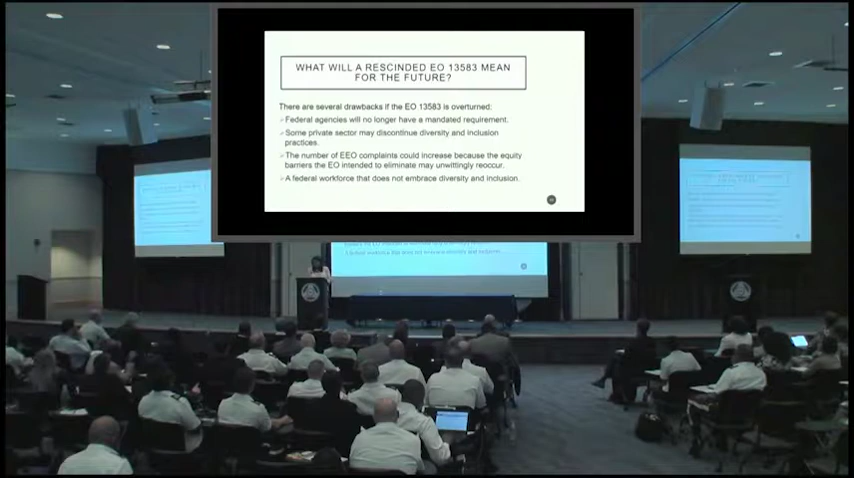 WHAT WILL A RESCINDED EO 13583 MEAN
FOR THE FUTURE?
There are several drawbacks if the EO 13583 is overturned:
Federal agencies will no longer have a mandated requirement.
Some private sector may discontinue diversity and inclusion
practices.
The number of EEO complaints could increase because the equity
barriers the EO intended to eliminate may unwittingly reoccur.
A federal workforce that does not embrace diversity and inclusion.